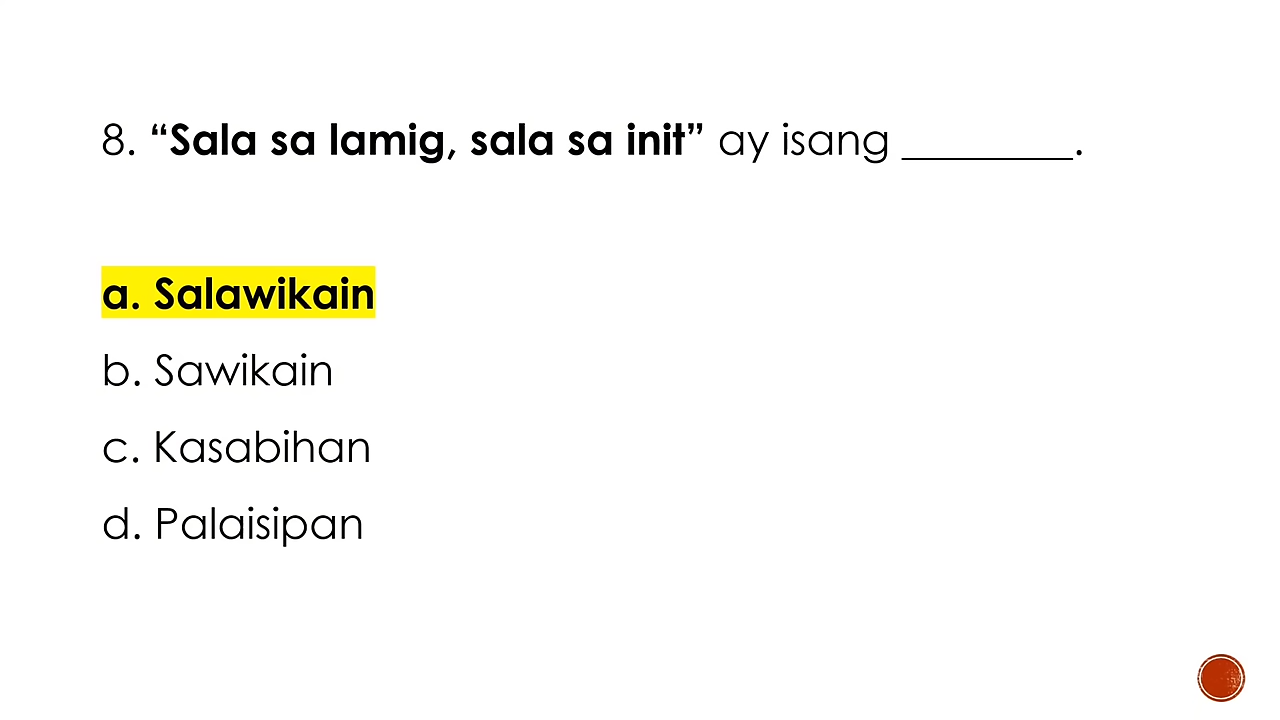 8. “Sala sa lamig, sala sa init” ay isang ________.
a. Salawikain
b. Sawikain
c. Kasabihan
d. Palaisipan